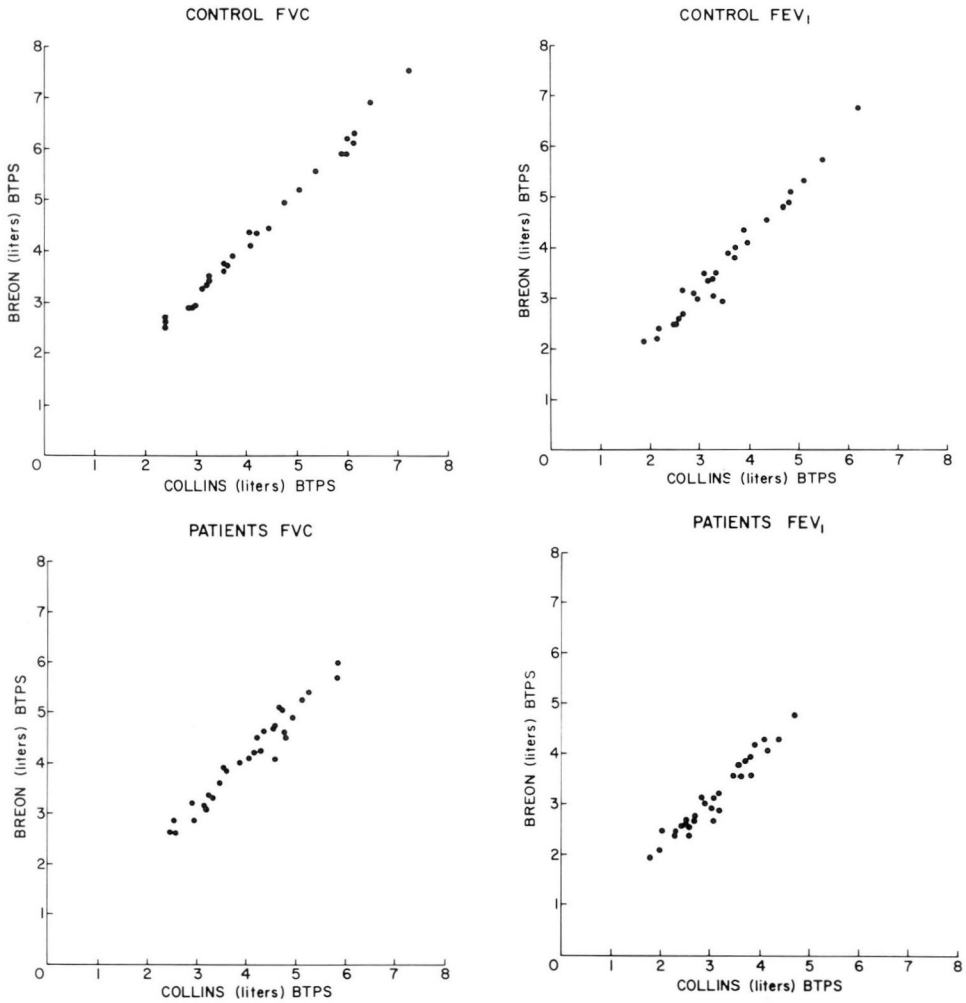 CONTROL FVC
8
7
6
5
4
3
2
1
0 1 2 3 4 5 6 7 8
BREON (liters) BTPS
COLLINS (liters) BTPS
CONTROL FEV₁
8
7
6
5
4
3
2
1
0 1 2 3 4 5 6 7 8
BREON (liters) BTPS
COLLINS (liters) BTPS
PATIENTS FVC
8
7
6
5
4
3
2
1
0 1 2 3 4 5 6 7 8
BREON (liters) BTPS
COLLINS (liters) BTPS
PATIENTS FEV₁
8
7
6
5
4
3
2
1
0 1 2 3 4 5 6 7 8
BREON (liters) BTPS
COLLINS (liters) BTPS